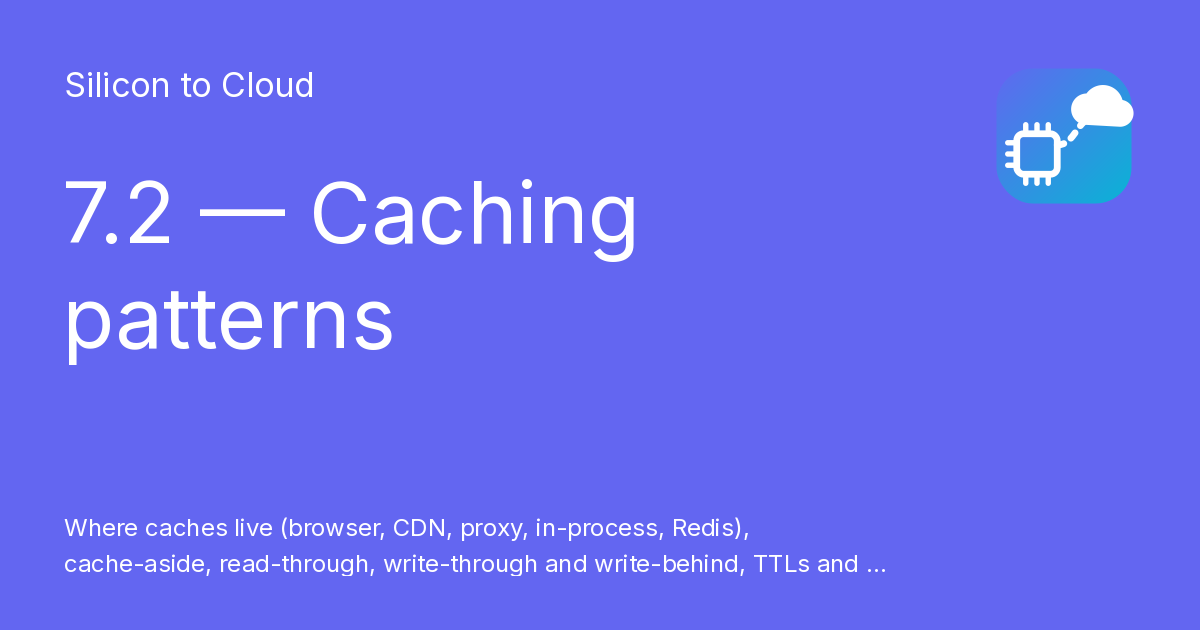 Silicon to Cloud
7.2 — Caching
patterns
Where caches live (browser, CDN, proxy, in-process, Redis),
cache-aside, read-through, write-through and write-behind, TTLs and ...